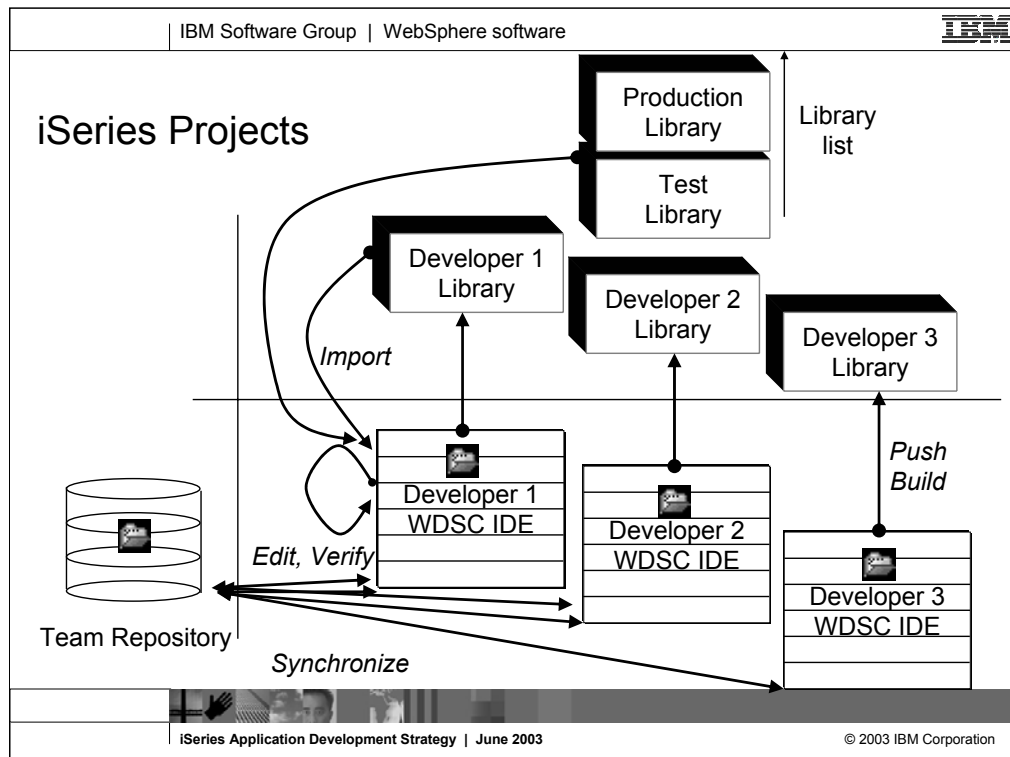 IBM Software Group | WebSphere software
IBM
iSeries Projects
Production
Library
Test
Library
Library
list
Developer 1
Library
Developer 2
Library
Developer 3
Library
Import
Push
Build
Developer 1
WDSC IDE
Developer 2
WDSC IDE
Developer 3
WDSC IDE
Edit, Verify
Team Repository
Synchronize
iSeries Application Development Strategy | June 2003
© 2003 IBM Corporation